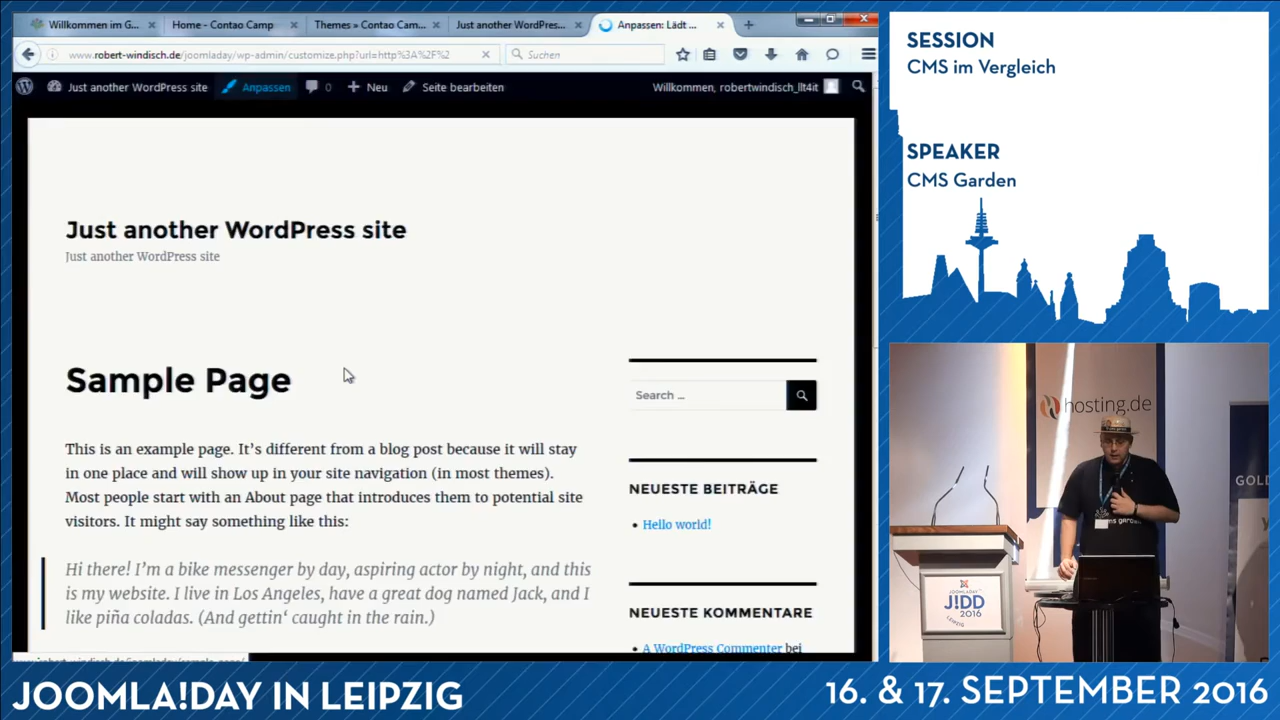 Willkommen im G...
Home - Contao Camp
Themes » Contao Cam...
Just another WordPress...
Anpassen: Lädt ...
www.robert-windisch.de/joomladay/wp-admin/customize.php?url=http%3A%2F%2
Suchen
Just another WordPress site
Anpassen
0
Neu
Seite bearbeiten
Willkommen, robertwindisch_llt4it
Just another WordPress site
Just another WordPress site
Sample Page
This is an example page. It's different from a blog post because it will stay
in one place and will show up in your site navigation (in most themes).
Most people start with an About page that introduces them to potential site
visitors. It might say something like this:
Hi there! I'm a bike messenger by day, aspiring actor by night, and this
is my website. I live in Los Angeles, have a great dog named Jack, and I
like piña coladas. (And gettin' caught in the rain.)
Search ...
NEUESTE BEITRÄGE
Hello world!
NEUESTE KOMMENTARE
A WordPress Commenter bei
SESSION
CMS im Vergleich
SPEAKER
CMS Garden
hosting.de
GOLD
JOOMLADAY
J!DD
2016
LEIPZIG
JOOMLA!DAY IN LEIPZIG
16. & 17. SEPTEMBER 2016